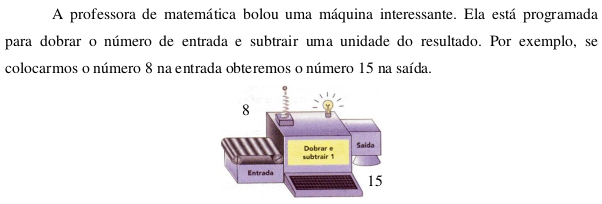 A professora de matemática bolou uma máquina interessante. Ela está programada
para dobrar o número de entrada e subtrair uma unidade do resultado. Por exemplo, se
colocarmos o número 8 na entrada obteremos o número 15 na saída.
8
Dobrar e
subtrair 1
Saída
Entrada
15